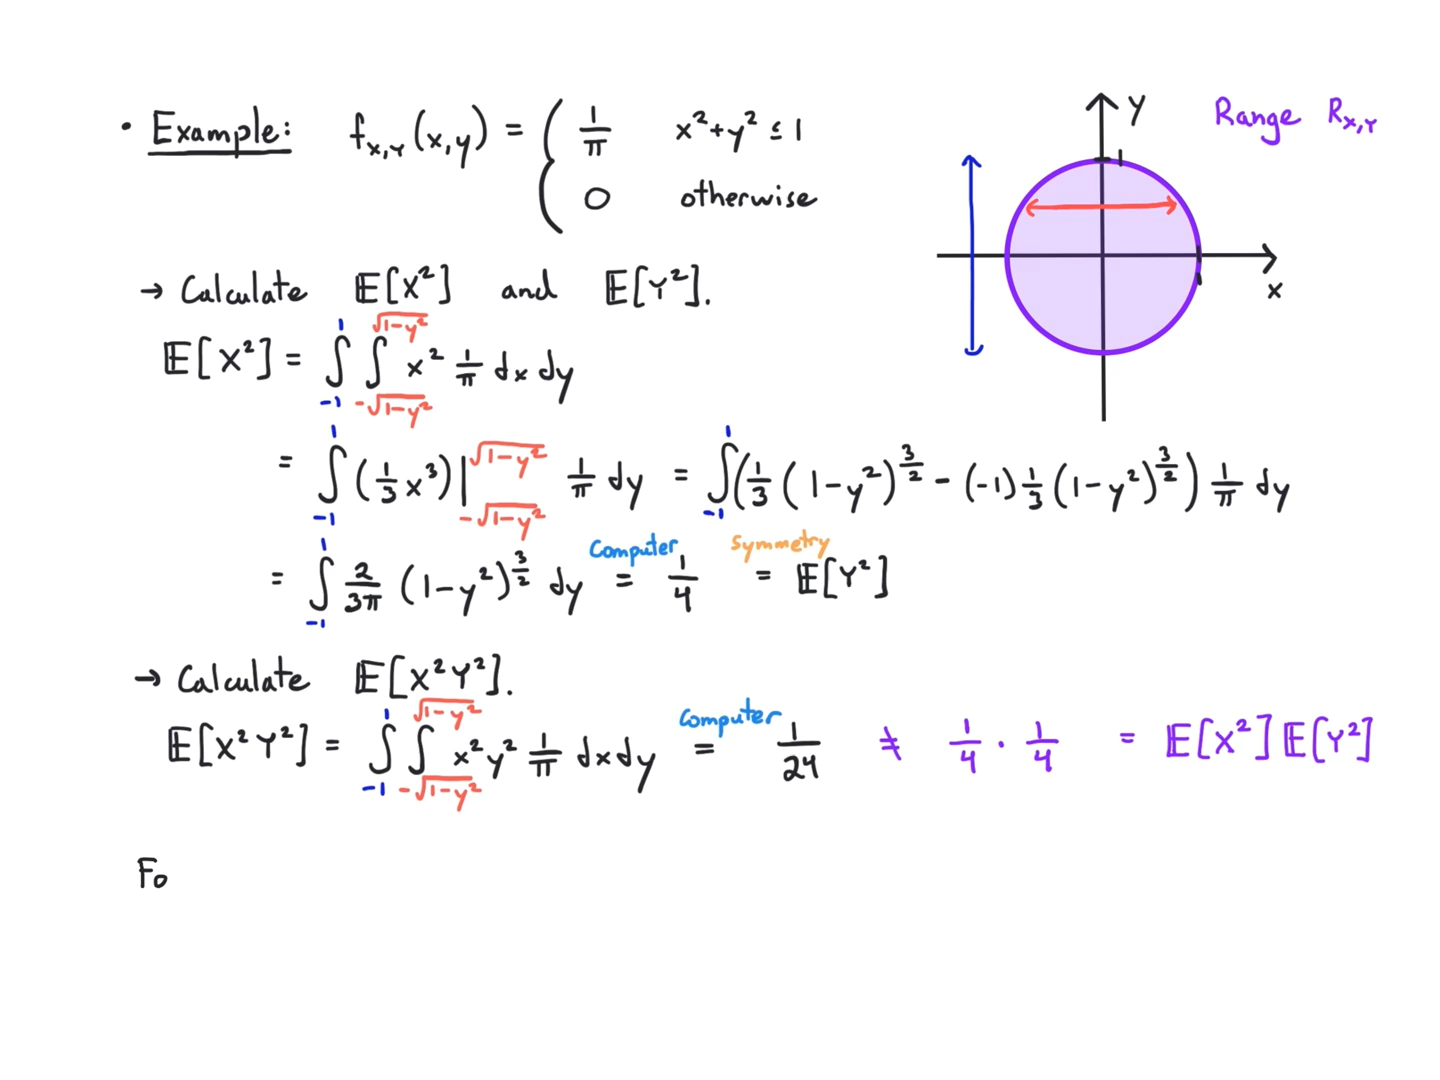 • Example: f_{X,Y}(x,y) = { 1/π x²+y² ≤ 1
0 otherwise
y 1 Range R_{X,Y}
1 x
→ Calculate 𝔼[X²] and 𝔼[Y²].
𝔼[X²] = ∫_{-1}^{1} ∫_{-√(1-y²)}^{√(1-y²)} x² 1/π dx dy
= ∫_{-1}^{1} (1/3 x³)|_{-√(1-y²)}^{√(1-y²)} 1/π dy = ∫_{-1}^{1} (1/3 (1-y²)^{3/2} - (-1) 1/3 (1-y²)^{3/2}) 1/π dy
= ∫_{-1}^{1} 2/(3π) (1-y²)^{3/2} dy =^{Computer} 1/4 =^{Symmetry} 𝔼[Y²]
→ Calculate 𝔼[X²Y²].
𝔼[X²Y²] = ∫_{-1}^{1} ∫_{-√(1-y²)}^{√(1-y²)} x²y² 1/π dx dy =^{Computer} 1/24 ≠ 1/4 · 1/4 = 𝔼[X²]𝔼[Y²]
Fo